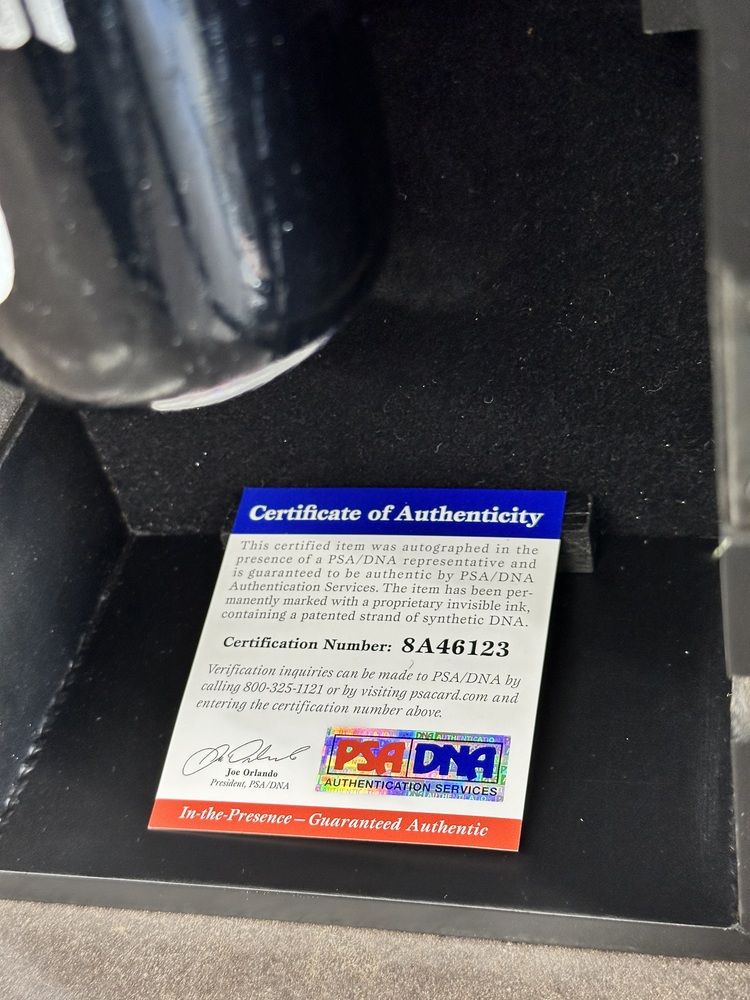 Certificate of Authenticity
This certified item was autographed in the
presence of a PSA/DNA representative and
is guaranteed to be authentic by PSA/DNA
Authentication Services. The item has been per-
manently marked with a proprietary invisible ink,
containing a patented strand of synthetic DNA.
Certification Number: 8A46123
Verification inquiries can be made to PSA/DNA by
calling 800-325-1121 or by visiting psacard.com and
entering the certification number above.
PSA DNA
AUTHENTICATION SERVICES
Joe Orlando
President, PSA/DNA
In-the-Presence – Guaranteed Authentic